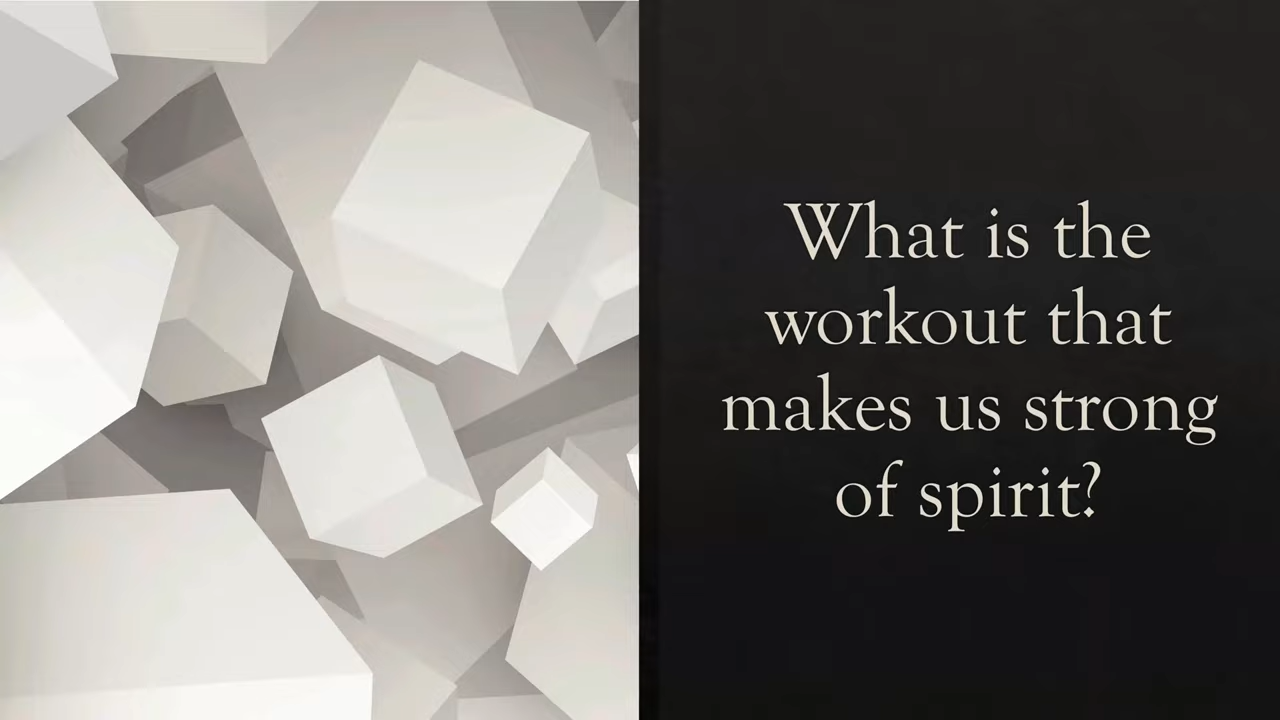 What is the
workout that
makes us strong
of spirit?